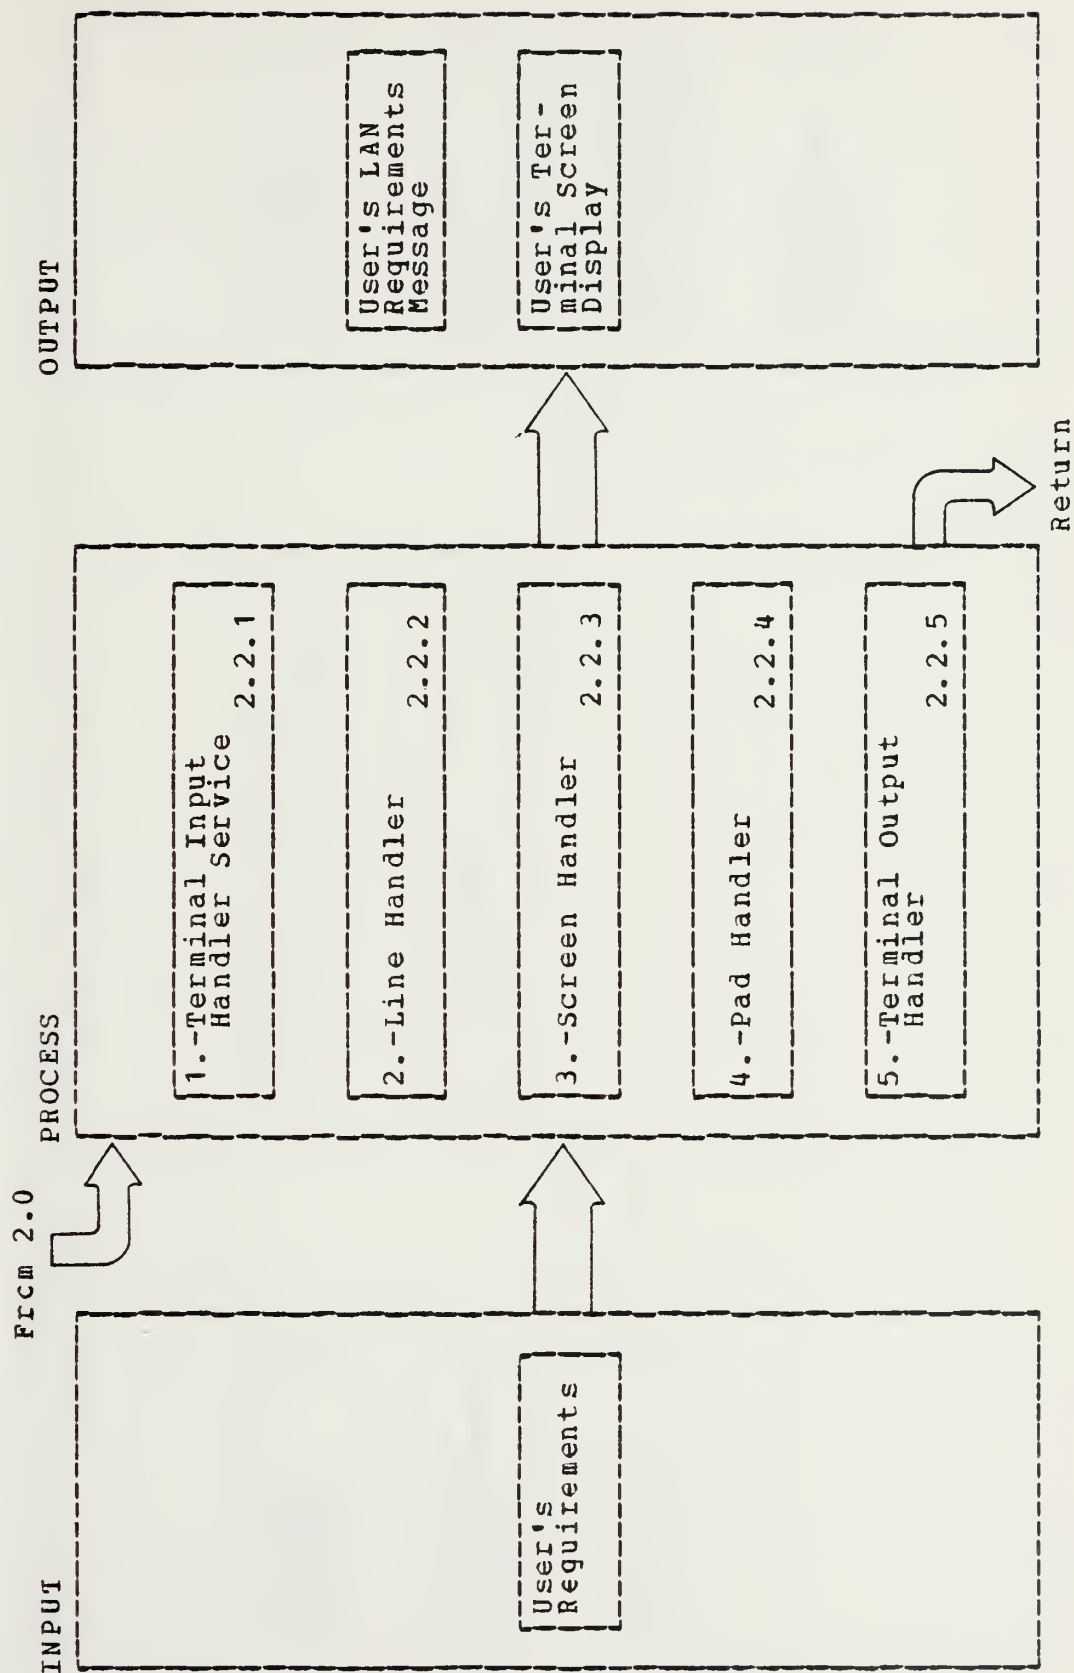 From 2.0
INPUT
User's
Requirements
PROCESS
1.-Terminal Input
Handler Service
2.2.1
2.-Line Handler
2.2.2
3.-Screen Handler
2.2.3
4.-Pad Handler
2.2.4
5.-Terminal Output
Handler
2.2.5
Return
OUTPUT
User's LAN
Requirements
Message
User's Ter-
minal Screen
Display